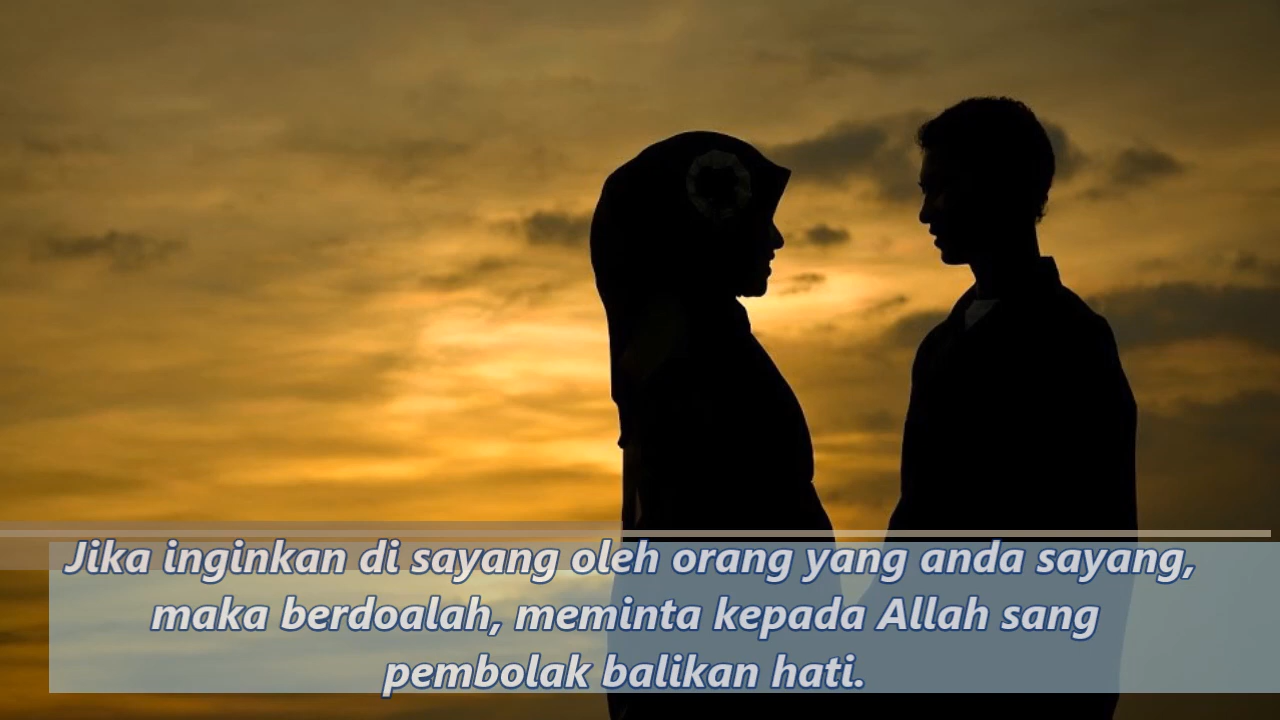 Jika inginkan di sayang oleh orang yang anda sayang,
maka berdoalah, meminta kepada Allah sang
pembolak balikan hati.